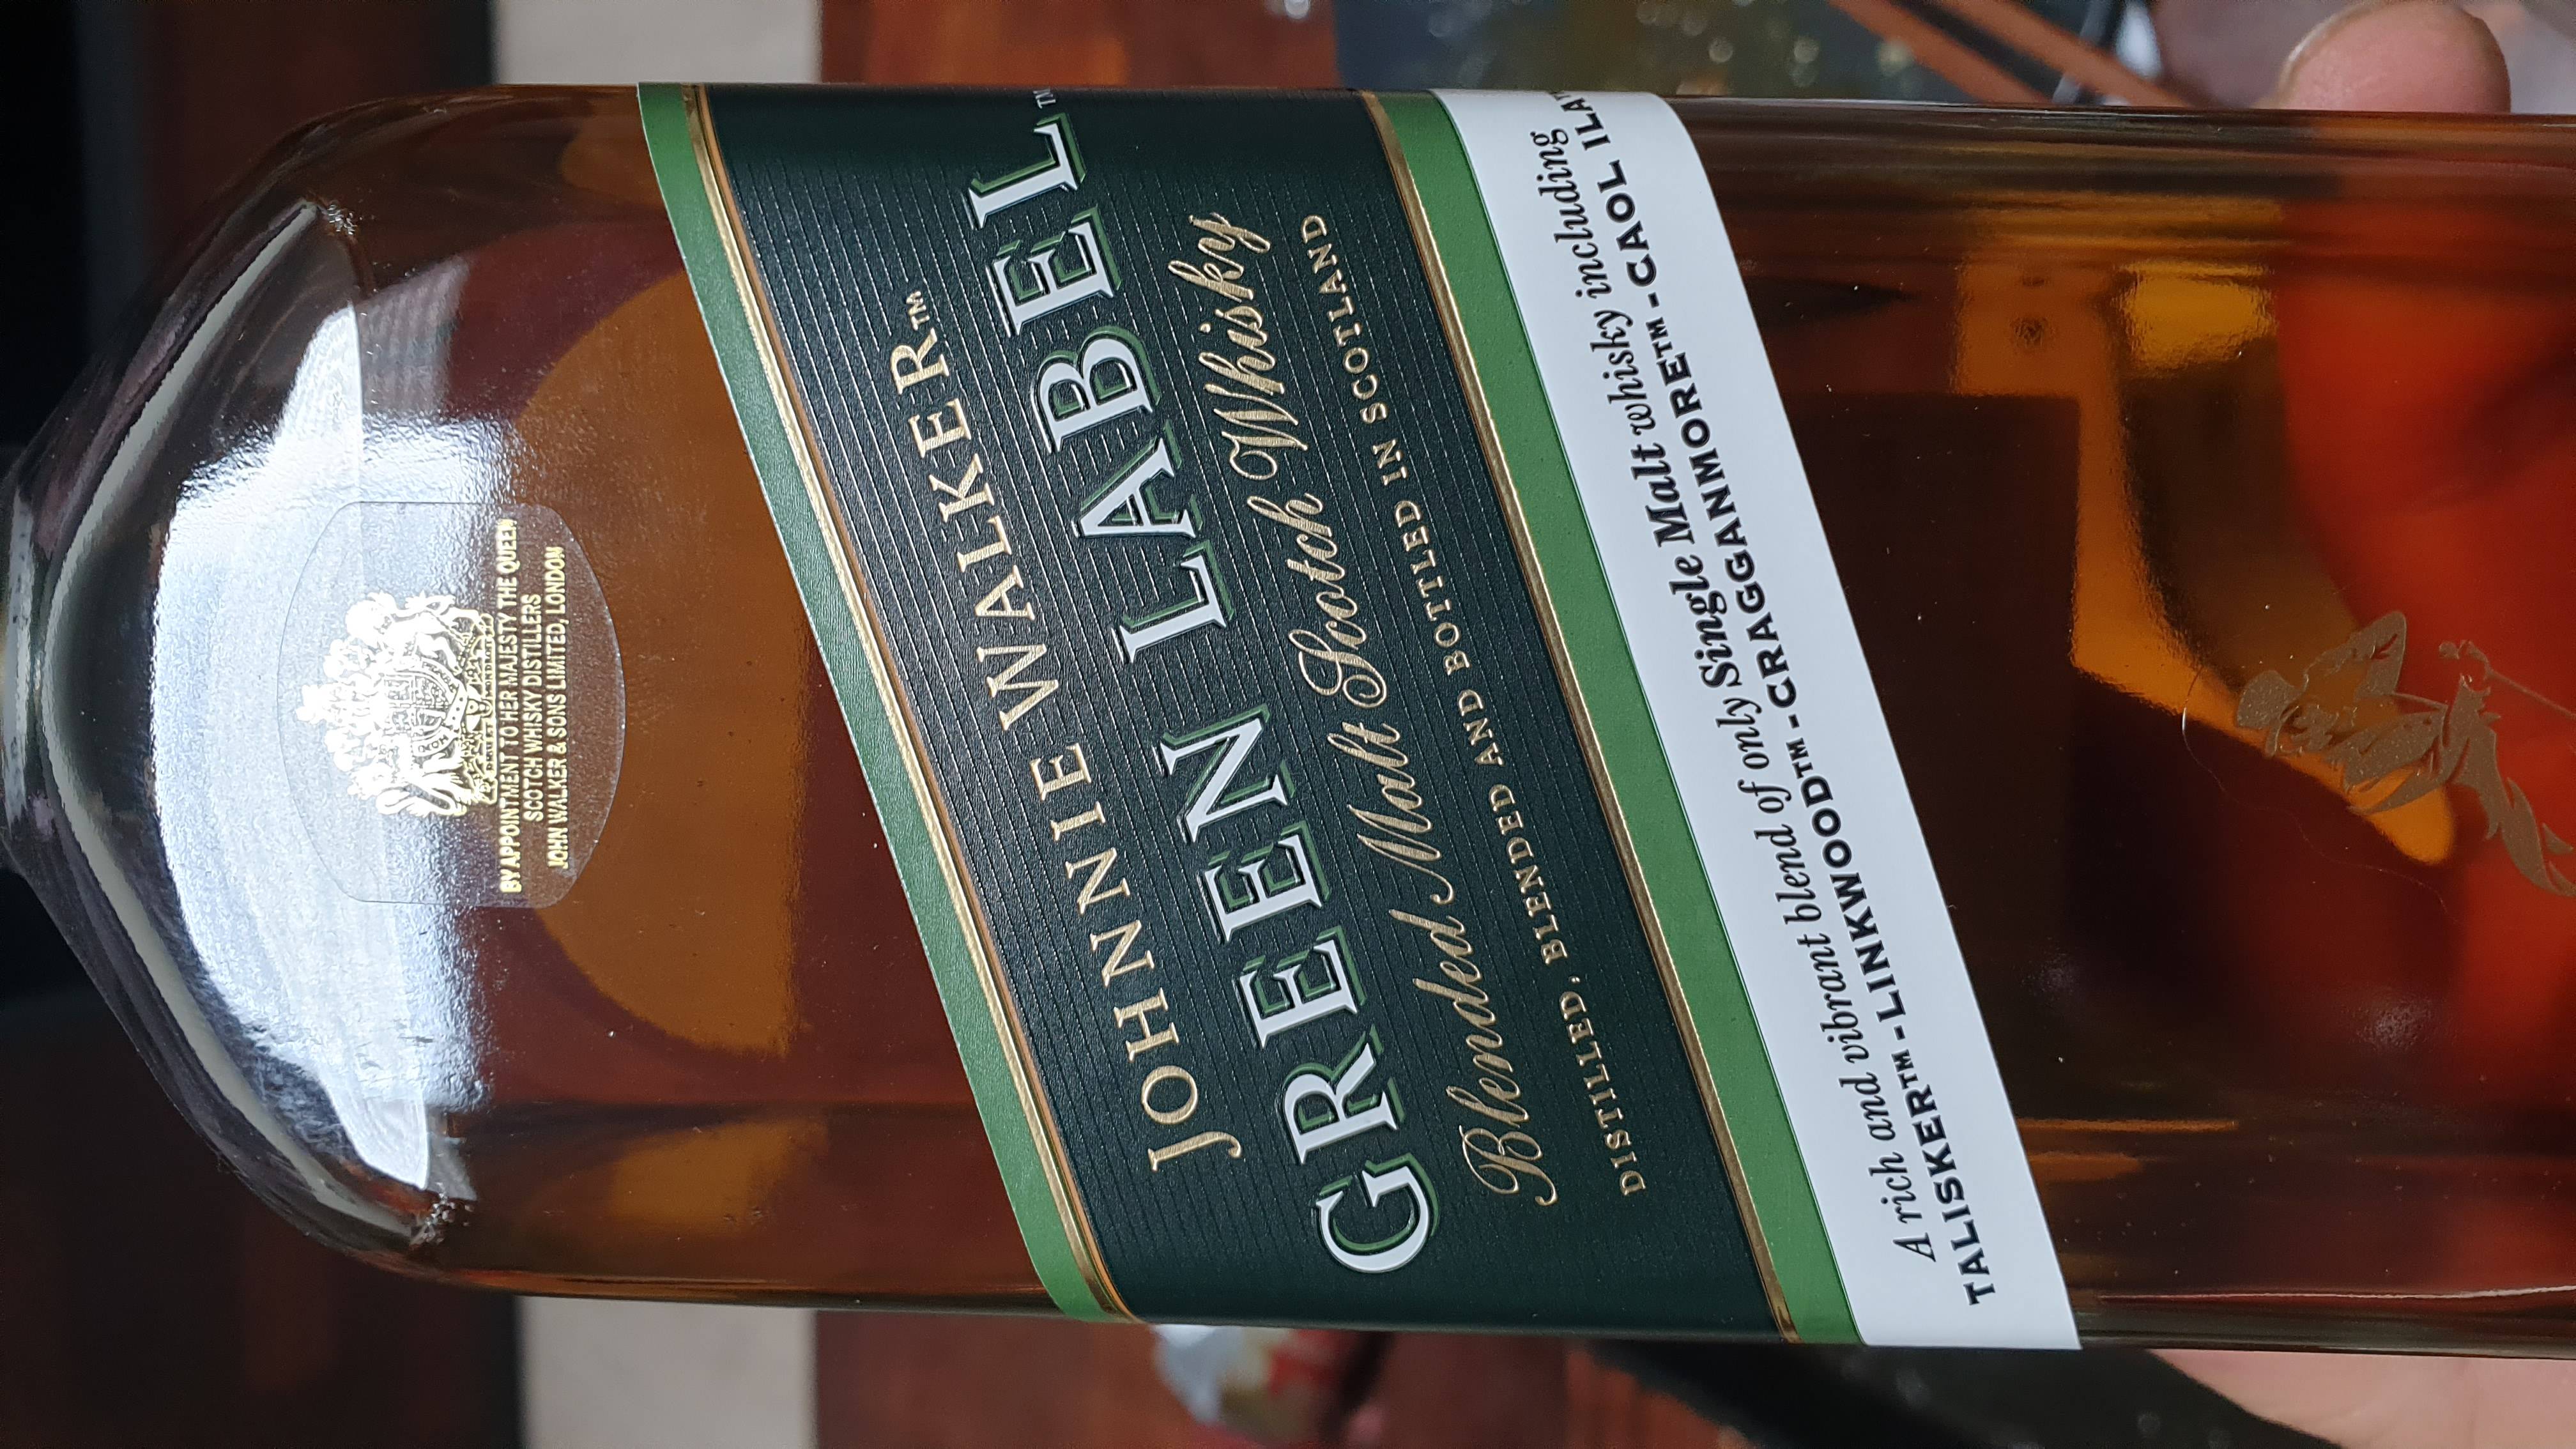 BY APPOINTMENT TO HER MAJESTY THE QUEEN
SCOTCH WHISKY DISTILLERS
JOHN WALKER & SONS LIMITED, LONDON
JOHNNIE WALKER™
GREEN LABEL™
Blended Malt Scotch Whisky
DISTILLED, BLENDED AND BOTTLED IN SCOTLAND
A rich and vibrant blend of only Single Malt whisky including
TALISKER™ - LINKWOOD™ - CRAGGANMORE™ - CAOL ILA